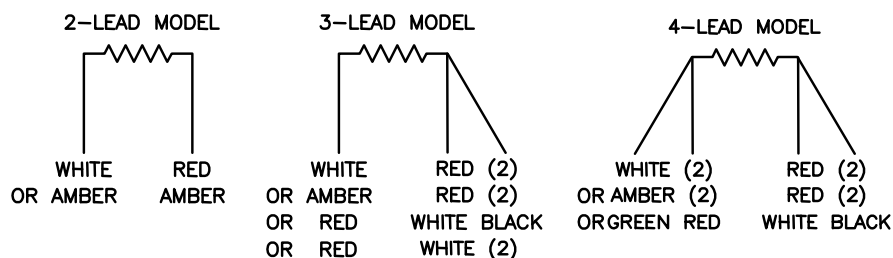 2-LEAD MODEL 3-LEAD MODEL 4-LEAD MODEL
WHITE RED WHITE RED (2) WHITE (2) RED (2)
OR AMBER AMBER OR AMBER RED (2) OR AMBER (2) RED (2)
OR RED WHITE BLACK OR GREEN RED WHITE BLACK
OR RED WHITE (2)